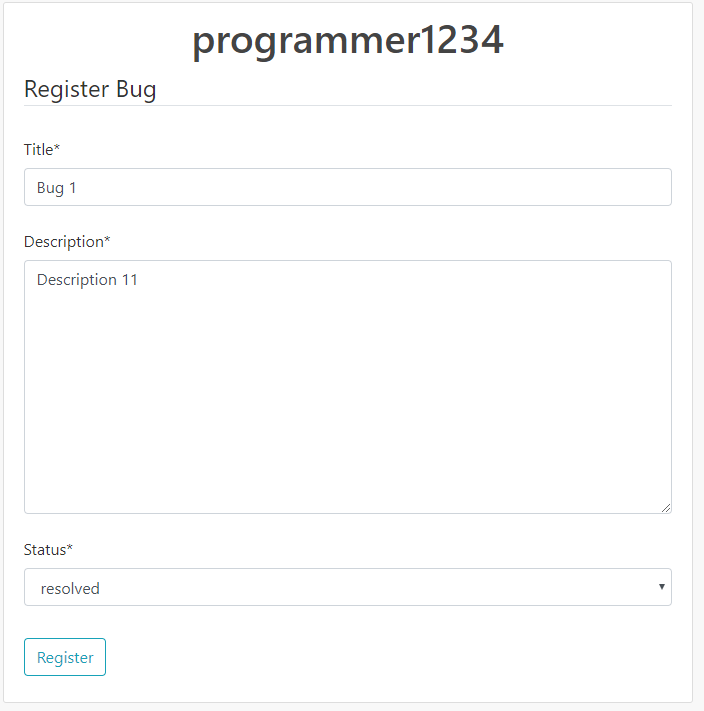 programmer1234
Register Bug
Title*
Bug 1
Description*
Description 11
Status*
resolved
Register